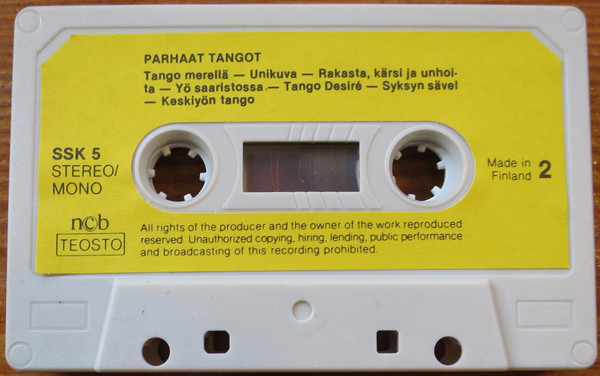 PARHAAT TANGOT
Tango merellä — Unikuva — Rakasta, kärsi ja unhoi-
ta — Yö saaristossa — Tango Desiré — Syksyn sävel
— Keskiyön tango
SSK 5
STEREO/
MONO
Made in
Finland
2
ncb
TEOSTO
All rights of the producer and the owner of the work reproduced
reserved. Unauthorized copying, hiring, lending, public performance
and broadcasting of this recording prohibited.